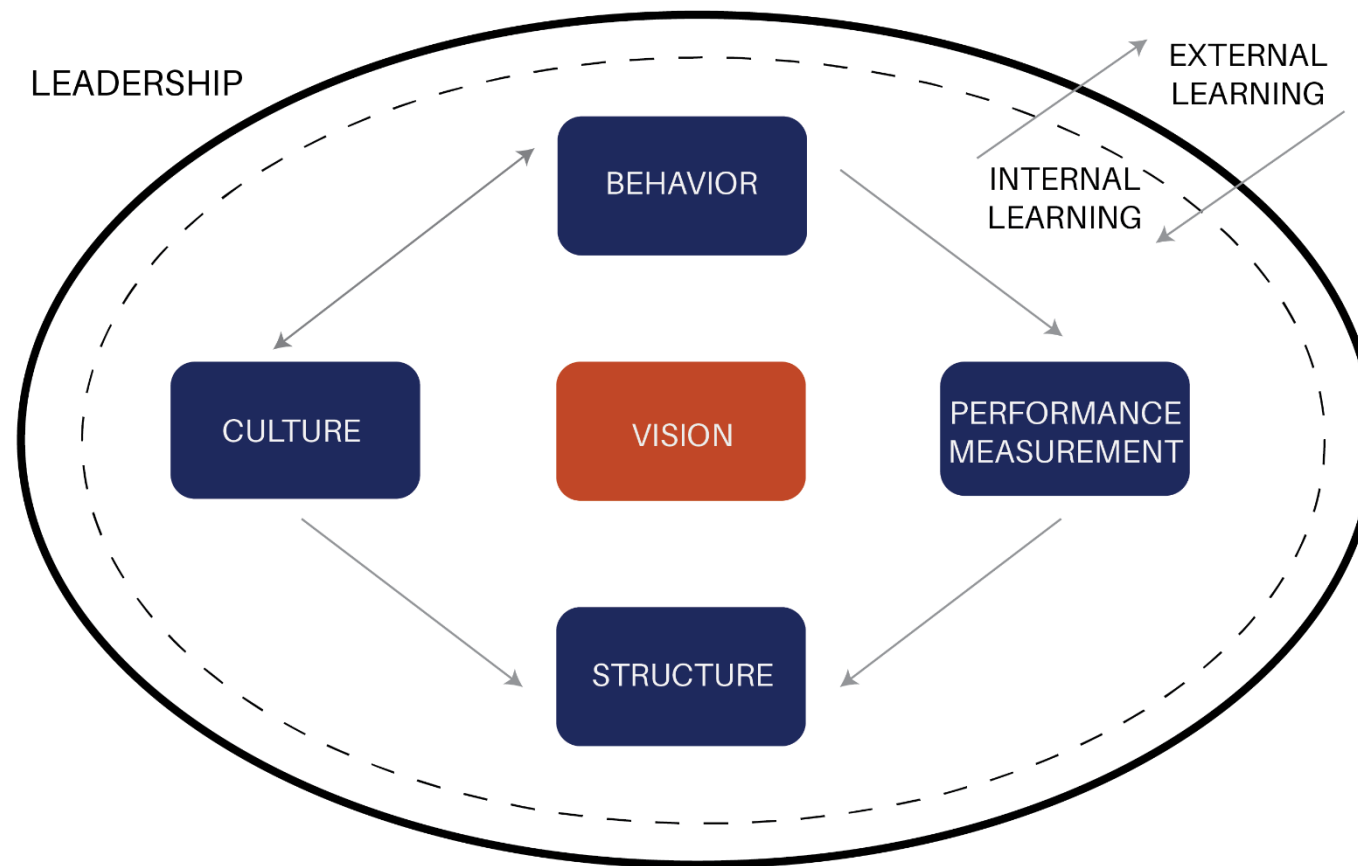 LEADERSHIP
EXTERNAL
LEARNING
BEHAVIOR
INTERNAL
LEARNING
CULTURE
VISION
PERFORMANCE
MEASUREMENT
STRUCTURE